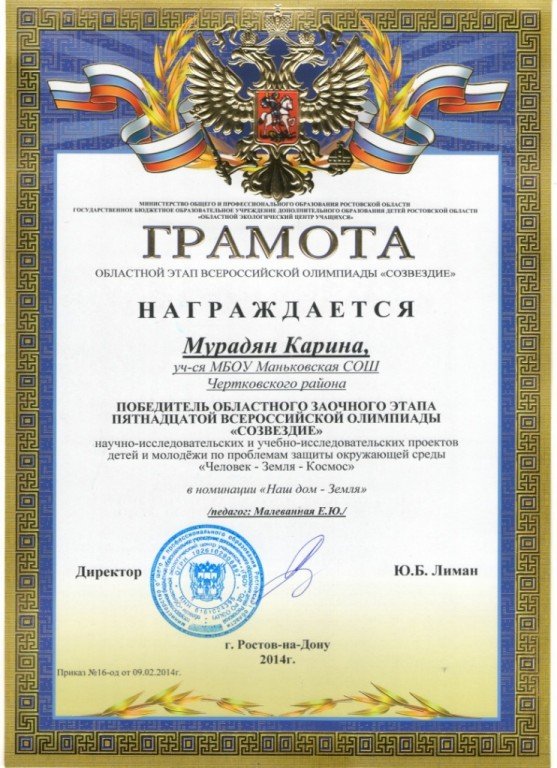 МИНИСТЕРСТВО ОБЩЕГО И ПРОФЕССИОНАЛЬНОГО ОБРАЗОВАНИЯ РОСТОВСКОЙ ОБЛАСТИ
ГОСУДАРСТВЕННОЕ БЮДЖЕТНОЕ ОБРАЗОВАТЕЛЬНОЕ УЧРЕЖДЕНИЕ ДОПОЛНИТЕЛЬНОГО ОБРАЗОВАНИЯ ДЕТЕЙ РОСТОВСКОЙ ОБЛАСТИ
«ОБЛАСТНОЙ ЭКОЛОГИЧЕСКИЙ ЦЕНТР УЧАЩИХСЯ»
ГРАМОТА
ОБЛАСТНОЙ ЭТАП ВСЕРОССИЙСКОЙ ОЛИМПИАДЫ «СОЗВЕЗДИЕ»
НАГРАЖДАЕТСЯ
Мурадян Карина,
уч-ся МБОУ Маньковская СОШ
Чертковского района
ПОБЕДИТЕЛЬ ОБЛАСТНОГО ЗАОЧНОГО ЭТАПА
ПЯТНАДЦАТОЙ ВСЕРОССИЙСКОЙ ОЛИМПИАДЫ
«СОЗВЕЗДИЕ»
научно-исследовательских и учебно-исследовательских проектов
детей и молодёжи по проблемам защиты окружающей среды
«Человек - Земля - Космос»
в номинации «Наш дом - Земля»
/педагог: Малеванная Е.Ю./
Директор
Ю.Б. Лиман
г. Ростов-на-Дону
2014г.
Приказ №16-од от 09.02.2014г.